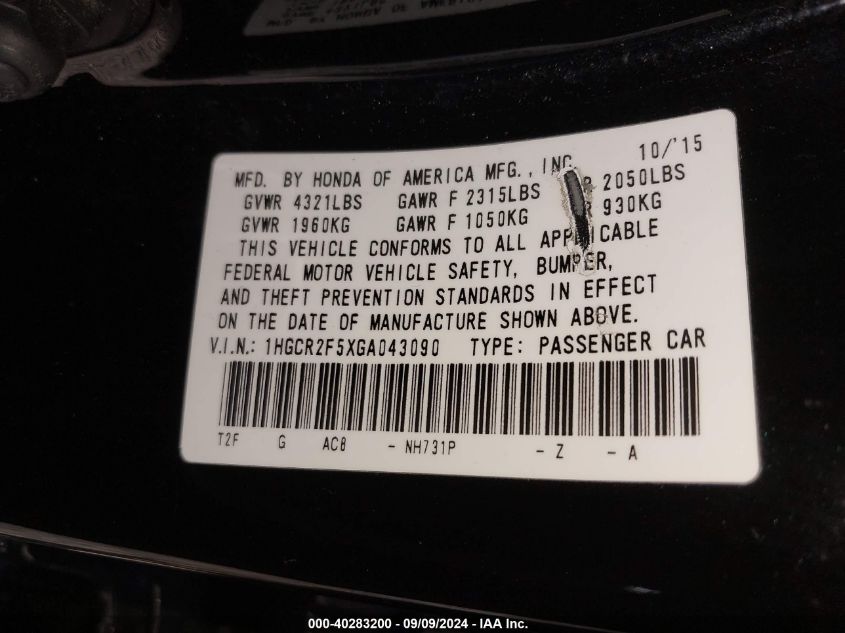 MFD. BY HONDA OF AMERICA MFG., INC. 10/'15
GVWR 4321LBS GAWR F 2315LBS 2050LBS
GVWR 1960KG GAWR F 1050KG 930KG
THIS VEHICLE CONFORMS TO ALL APPLICABLE
FEDERAL MOTOR VEHICLE SAFETY, BUMPER,
AND THEFT PREVENTION STANDARDS IN EFFECT
ON THE DATE OF MANUFACTURE SHOWN ABOVE.
V.I.N.: 1HGCR2F5XGA043090 TYPE: PASSENGER CAR
T2F G AC8 - NH731P - Z - A
000-40283200 - 09/09/2024 - IAA Inc.